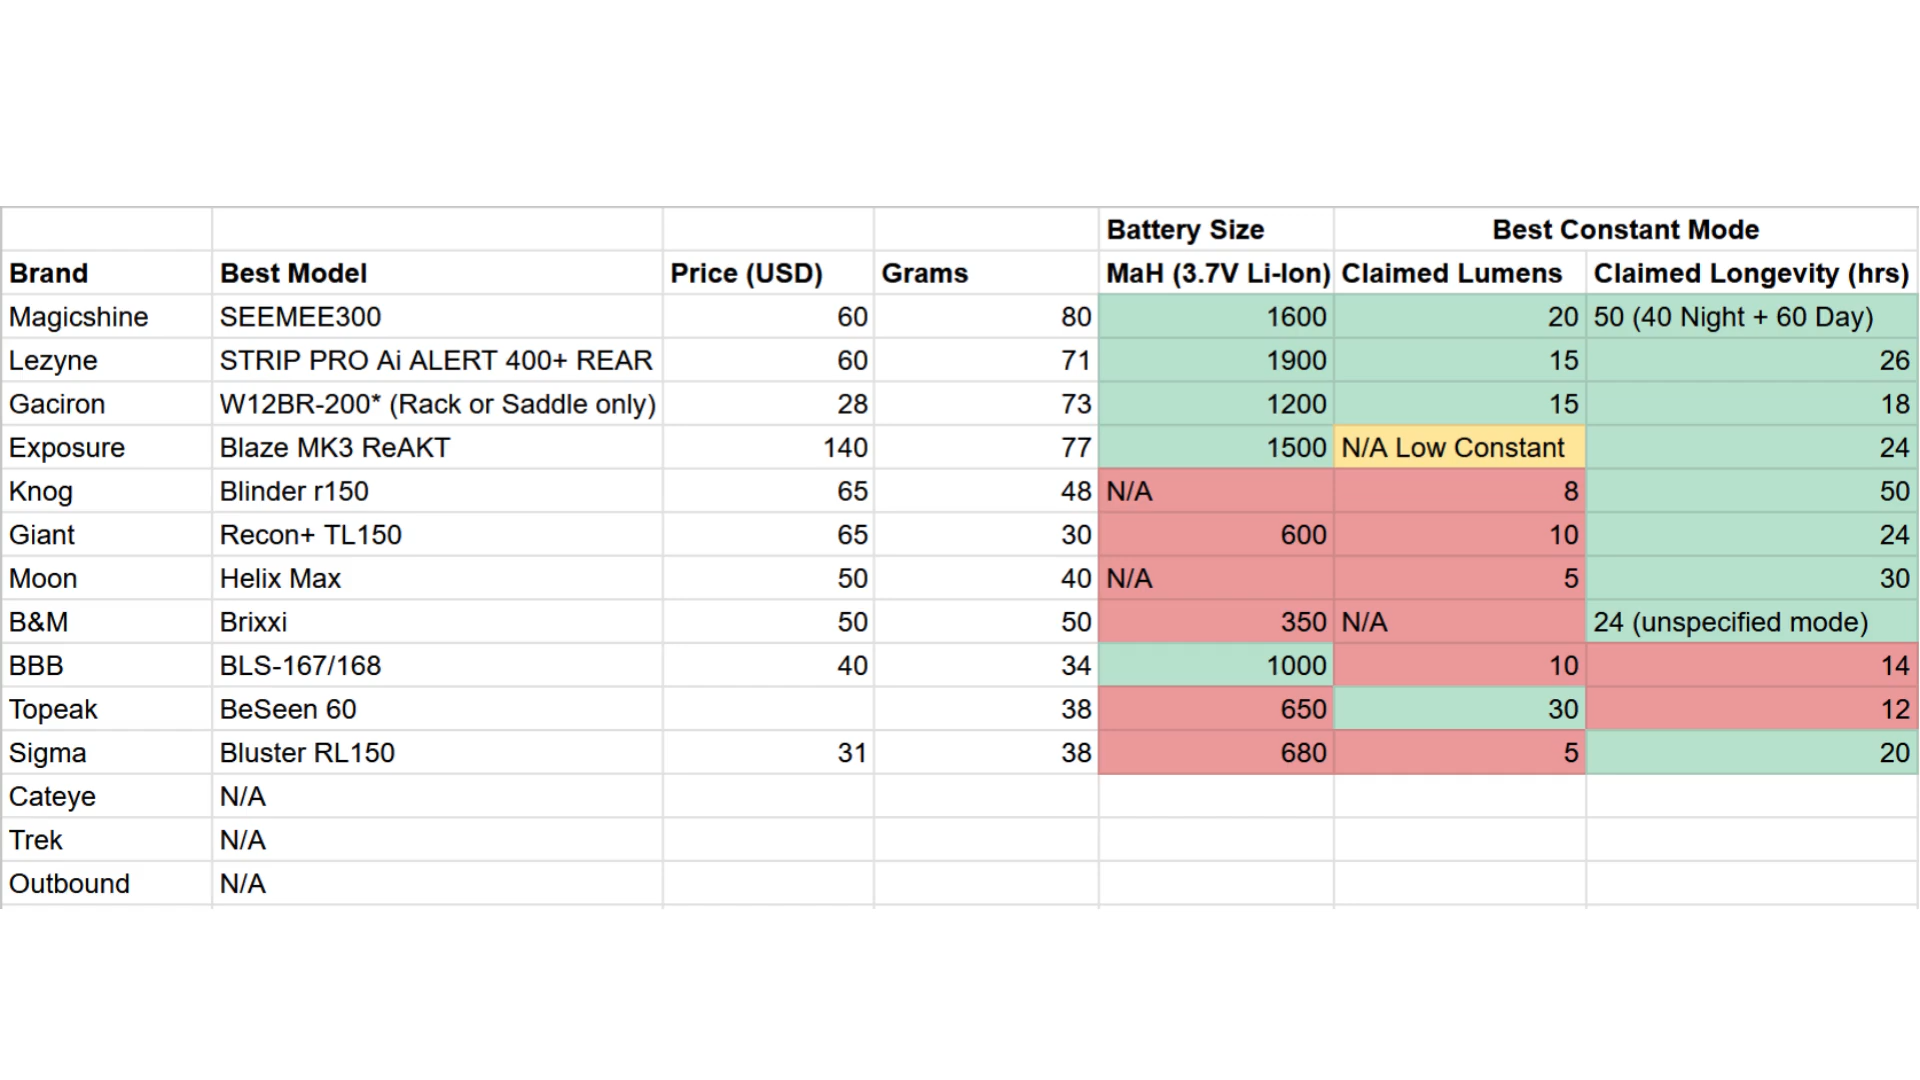 Battery Size Best Constant Mode
Brand Best Model Price (USD) Grams MaH (3.7V Li-Ion) Claimed Lumens Claimed Longevity (hrs)
Magicshine SEEMEE300 60 80 1600 20 50 (40 Night + 60 Day)
Lezyne STRIP PRO Ai ALERT 400+ REAR 60 71 1900 15 26
Gaciron W12BR-200* (Rack or Saddle only) 28 73 1200 15 18
Exposure Blaze MK3 ReAKT 140 77 1500 N/A Low Constant 24
Knog Blinder r150 65 48 N/A 8 50
Giant Recon+ TL150 65 30 600 10 24
Moon Helix Max 50 40 N/A 5 30
B&M Brixxi 50 50 350 N/A 24 (unspecified mode)
BBB BLS-167/168 40 34 1000 10 14
Topeak BeSeen 60 38 650 30 12
Sigma Bluster RL150 31 38 680 5 20
Cateye N/A
Trek N/A
Outbound N/A